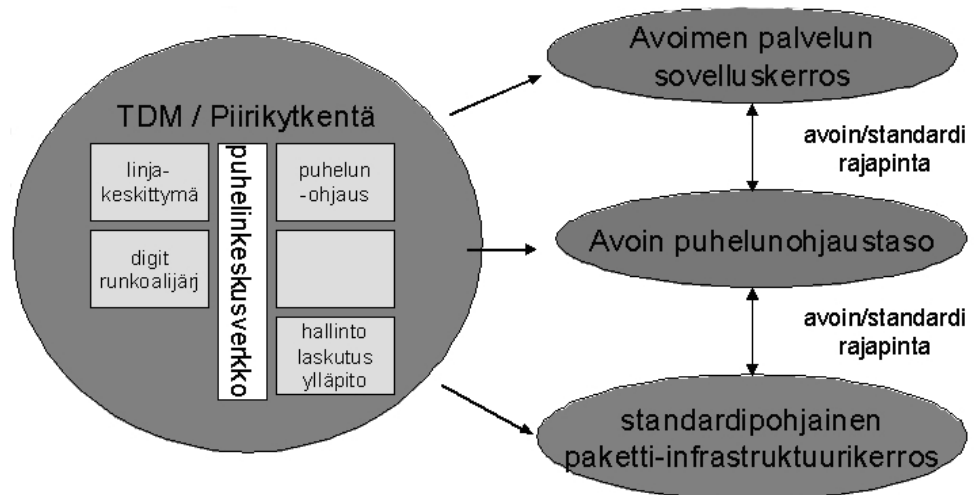 TDM / Piirikytkentä
linja-
keskittymä
digit
runkoalijärj
puhelinkeskusverkko
puhelun
-ohjaus
hallinto
laskutus
ylläpito
Avoimen palvelun
sovelluskerros
avoin/standardi
rajapinta
Avoin puhelunohjaustaso
avoin/standardi
rajapinta
standardipohjainen
paketti-infrastruktuurikerros